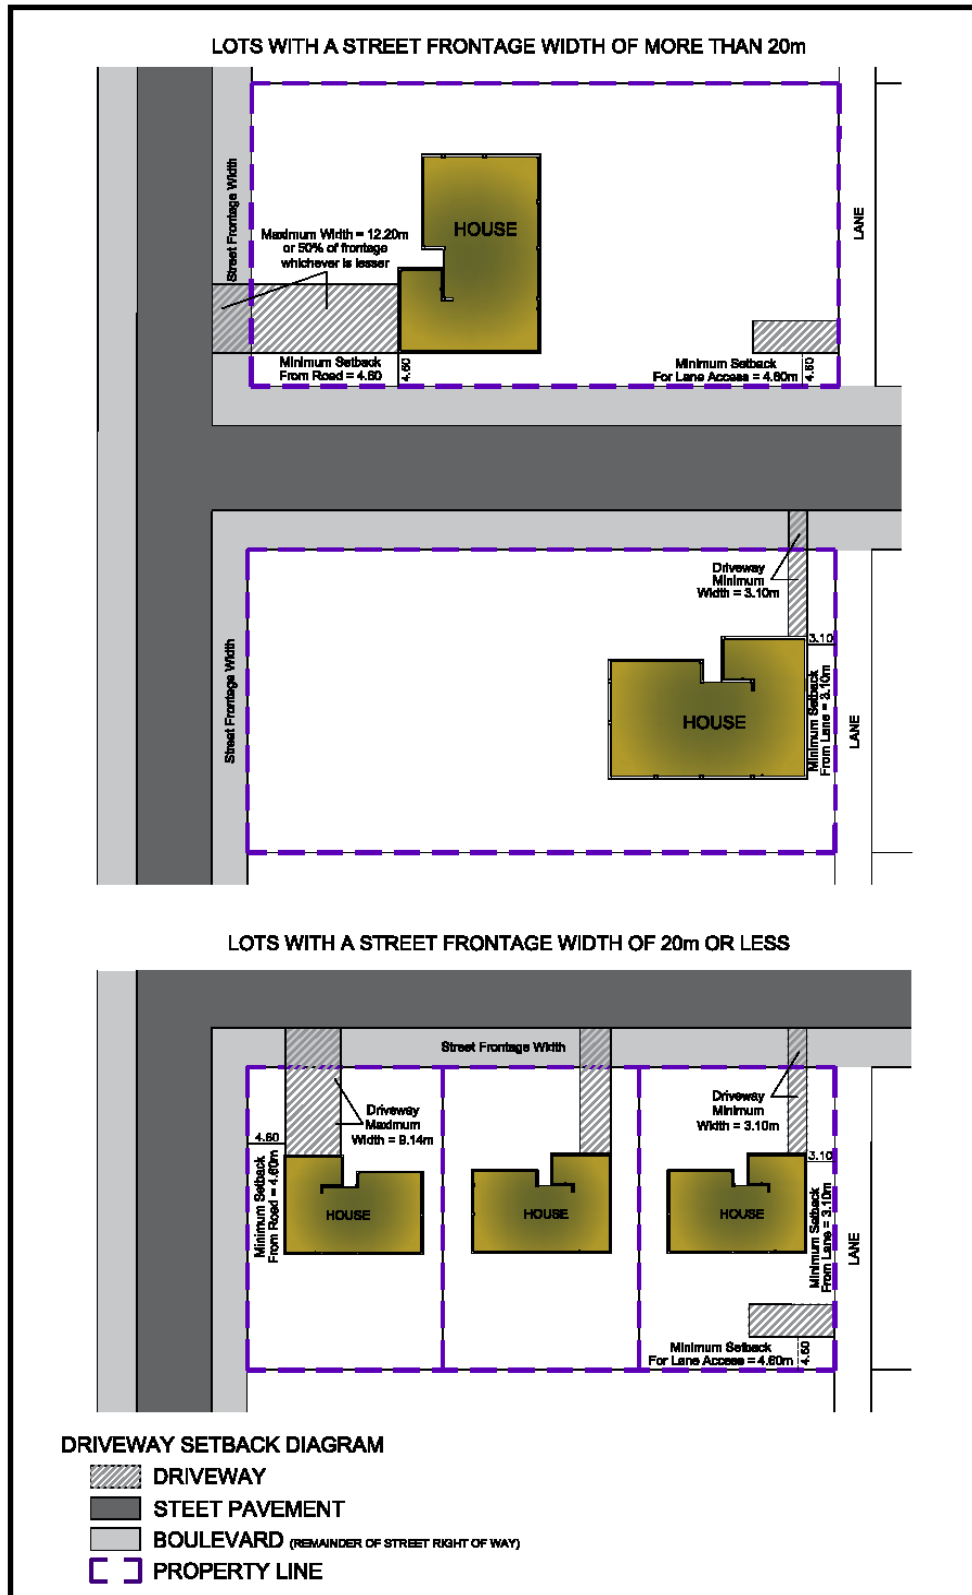 LOTS WITH A STREET FRONTAGE WIDTH OF MORE THAN 20m
Street Frontage Width
Maximum Width = 12.20m
or 50% of frontage
whichever is lesser
HOUSE
LANE
Minimum Setback
From Road = 4.60
4.60
Minimum Setback
For Lane Access = 4.60m
4.60
Driveway
Minimum
Width = 3.10m
Street Frontage Width
HOUSE
3.10
Minimum Setback
From Lane = 3.10m
LANE
LOTS WITH A STREET FRONTAGE WIDTH OF 20m OR LESS
Street Frontage Width
Driveway
Maximum
Width = 9.14m
Driveway
Minimum
Width = 3.10m
4.60
Minimum Setback
From Road = 4.60m
HOUSE
HOUSE
HOUSE
3.10
Minimum Setback
From Lane = 3.10m
LANE
Minimum Setback
For Lane Access = 4.60m
4.60
DRIVEWAY SETBACK DIAGRAM
DRIVEWAY
STEET PAVEMENT
BOULEVARD (REMAINDER OF STREET RIGHT OF WAY)
PROPERTY LINE